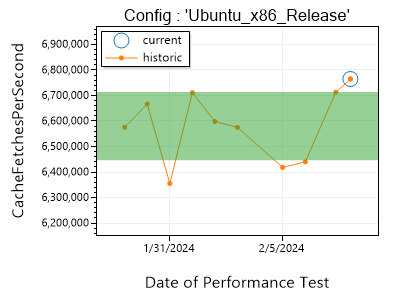 Config : 'Ubuntu_x86_Release'
current
historic
CacheFetchesPerSecond
6,900,000
6,800,000
6,700,000
6,600,000
6,500,000
6,400,000
6,300,000
6,200,000
1/31/2024
2/5/2024
Date of Performance Test